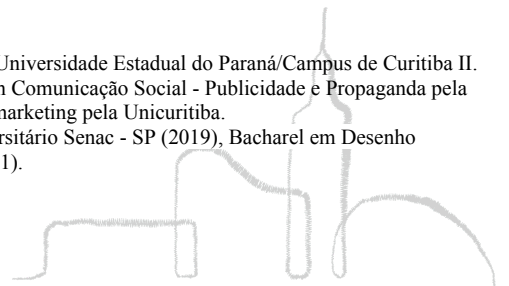 Universidade Estadual do Paraná/Campus de Curitiba II.
Comunicação Social - Publicidade e Propaganda pela
marketing pela Unicuritiba.
Senac - SP (2019), Bacharel em Desenho
1).